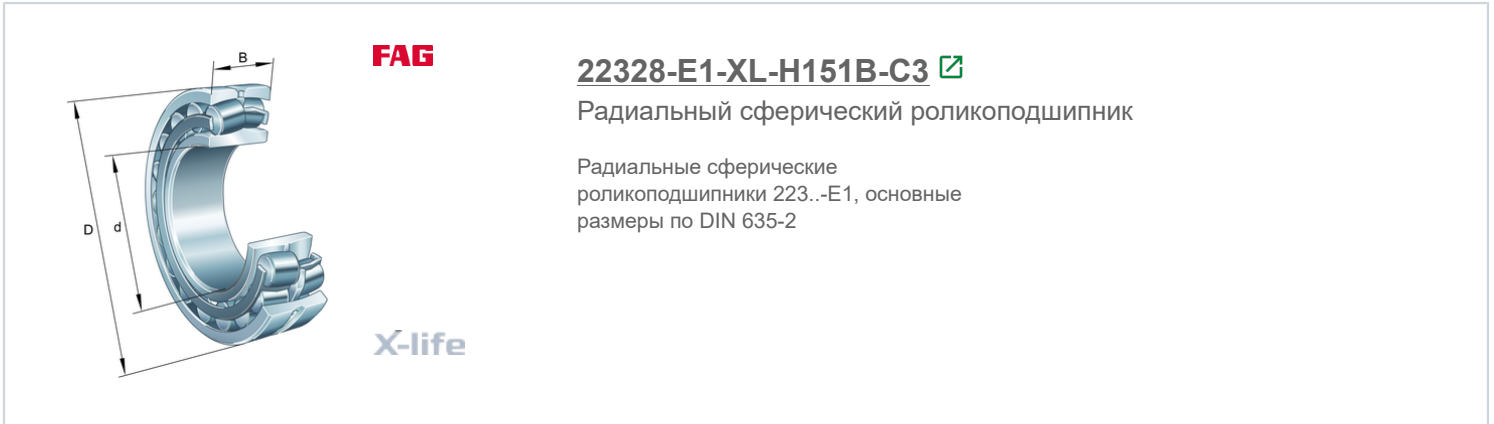 B
FAG
22328-E1-XL-H151B-C3
Радиальный сферический роликоподшипник
Радиальные сферические
роликоподшипники 223..-E1, основные
размеры по DIN 635-2
D
d
X-life